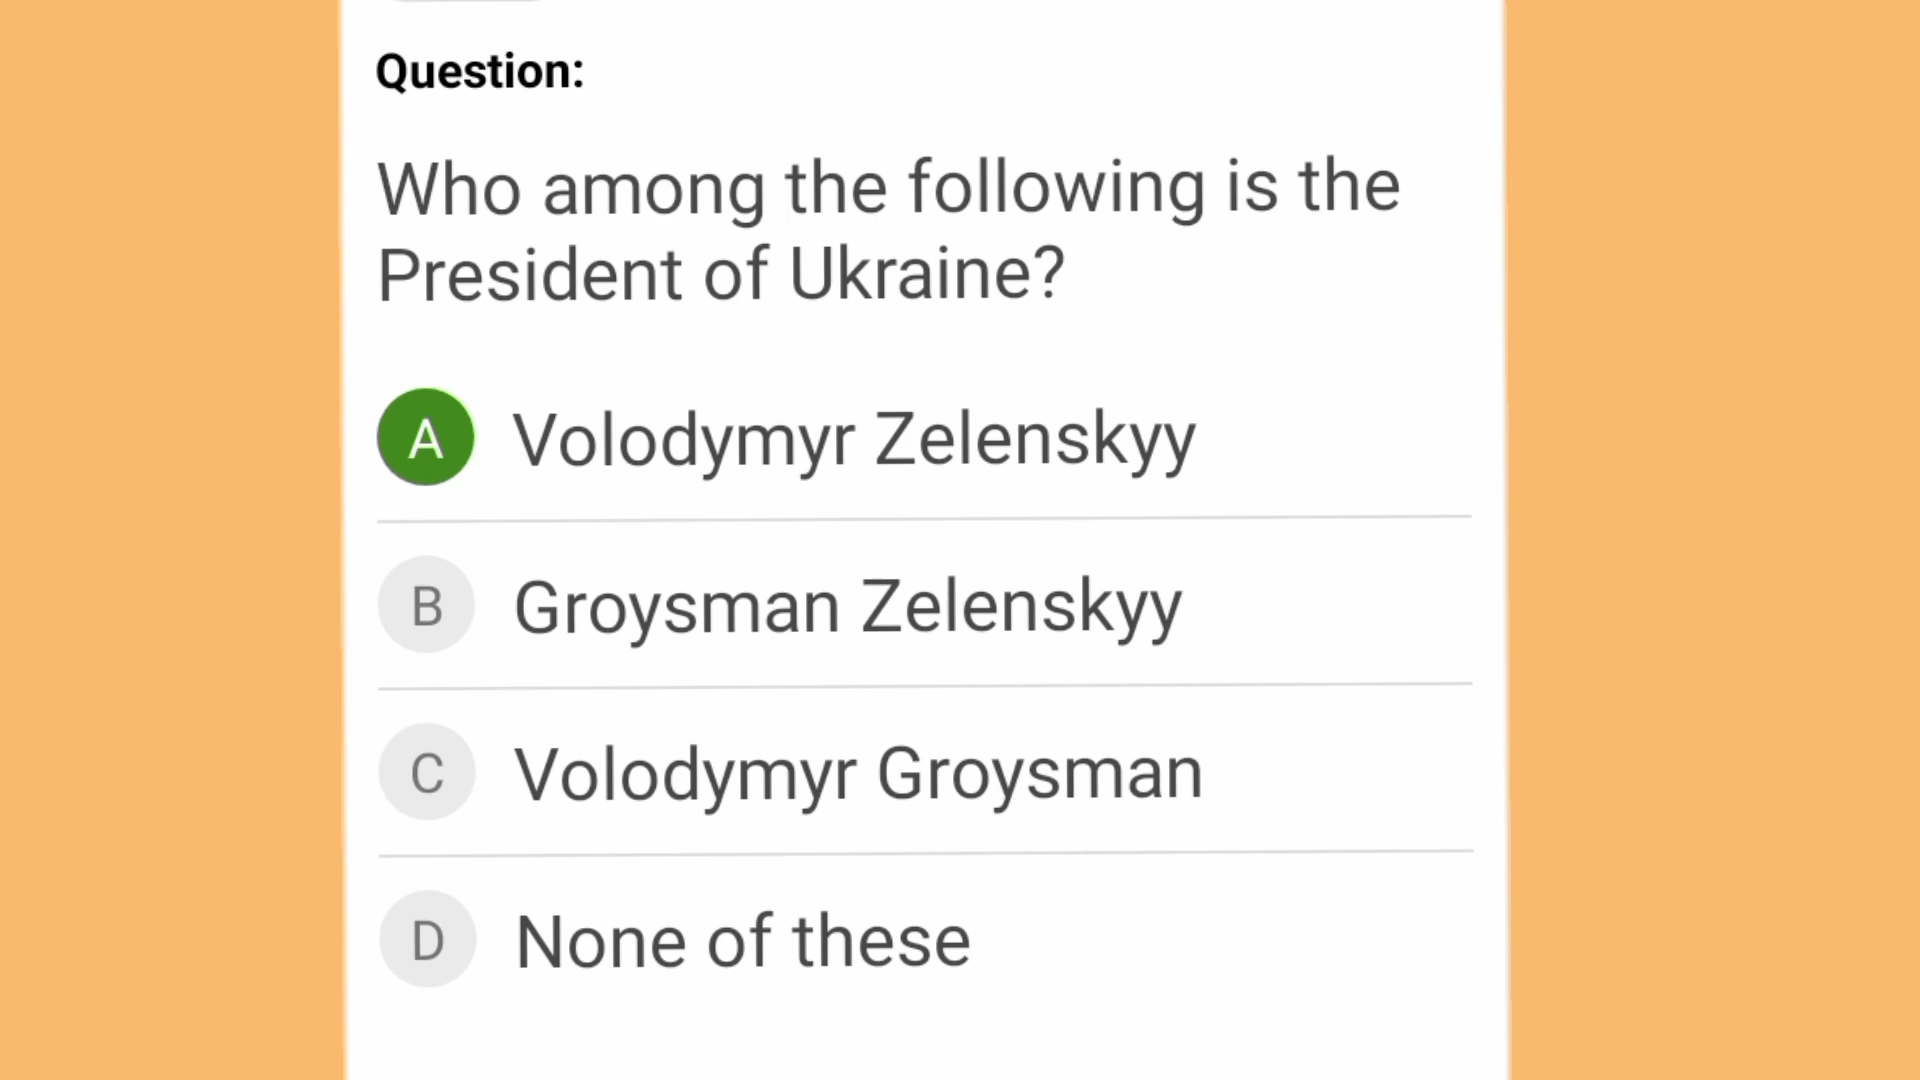 Question:
Who among the following is the
President of Ukraine?
A Volodymyr Zelenskyy
B Groysman Zelenskyy
C Volodymyr Groysman
D None of these